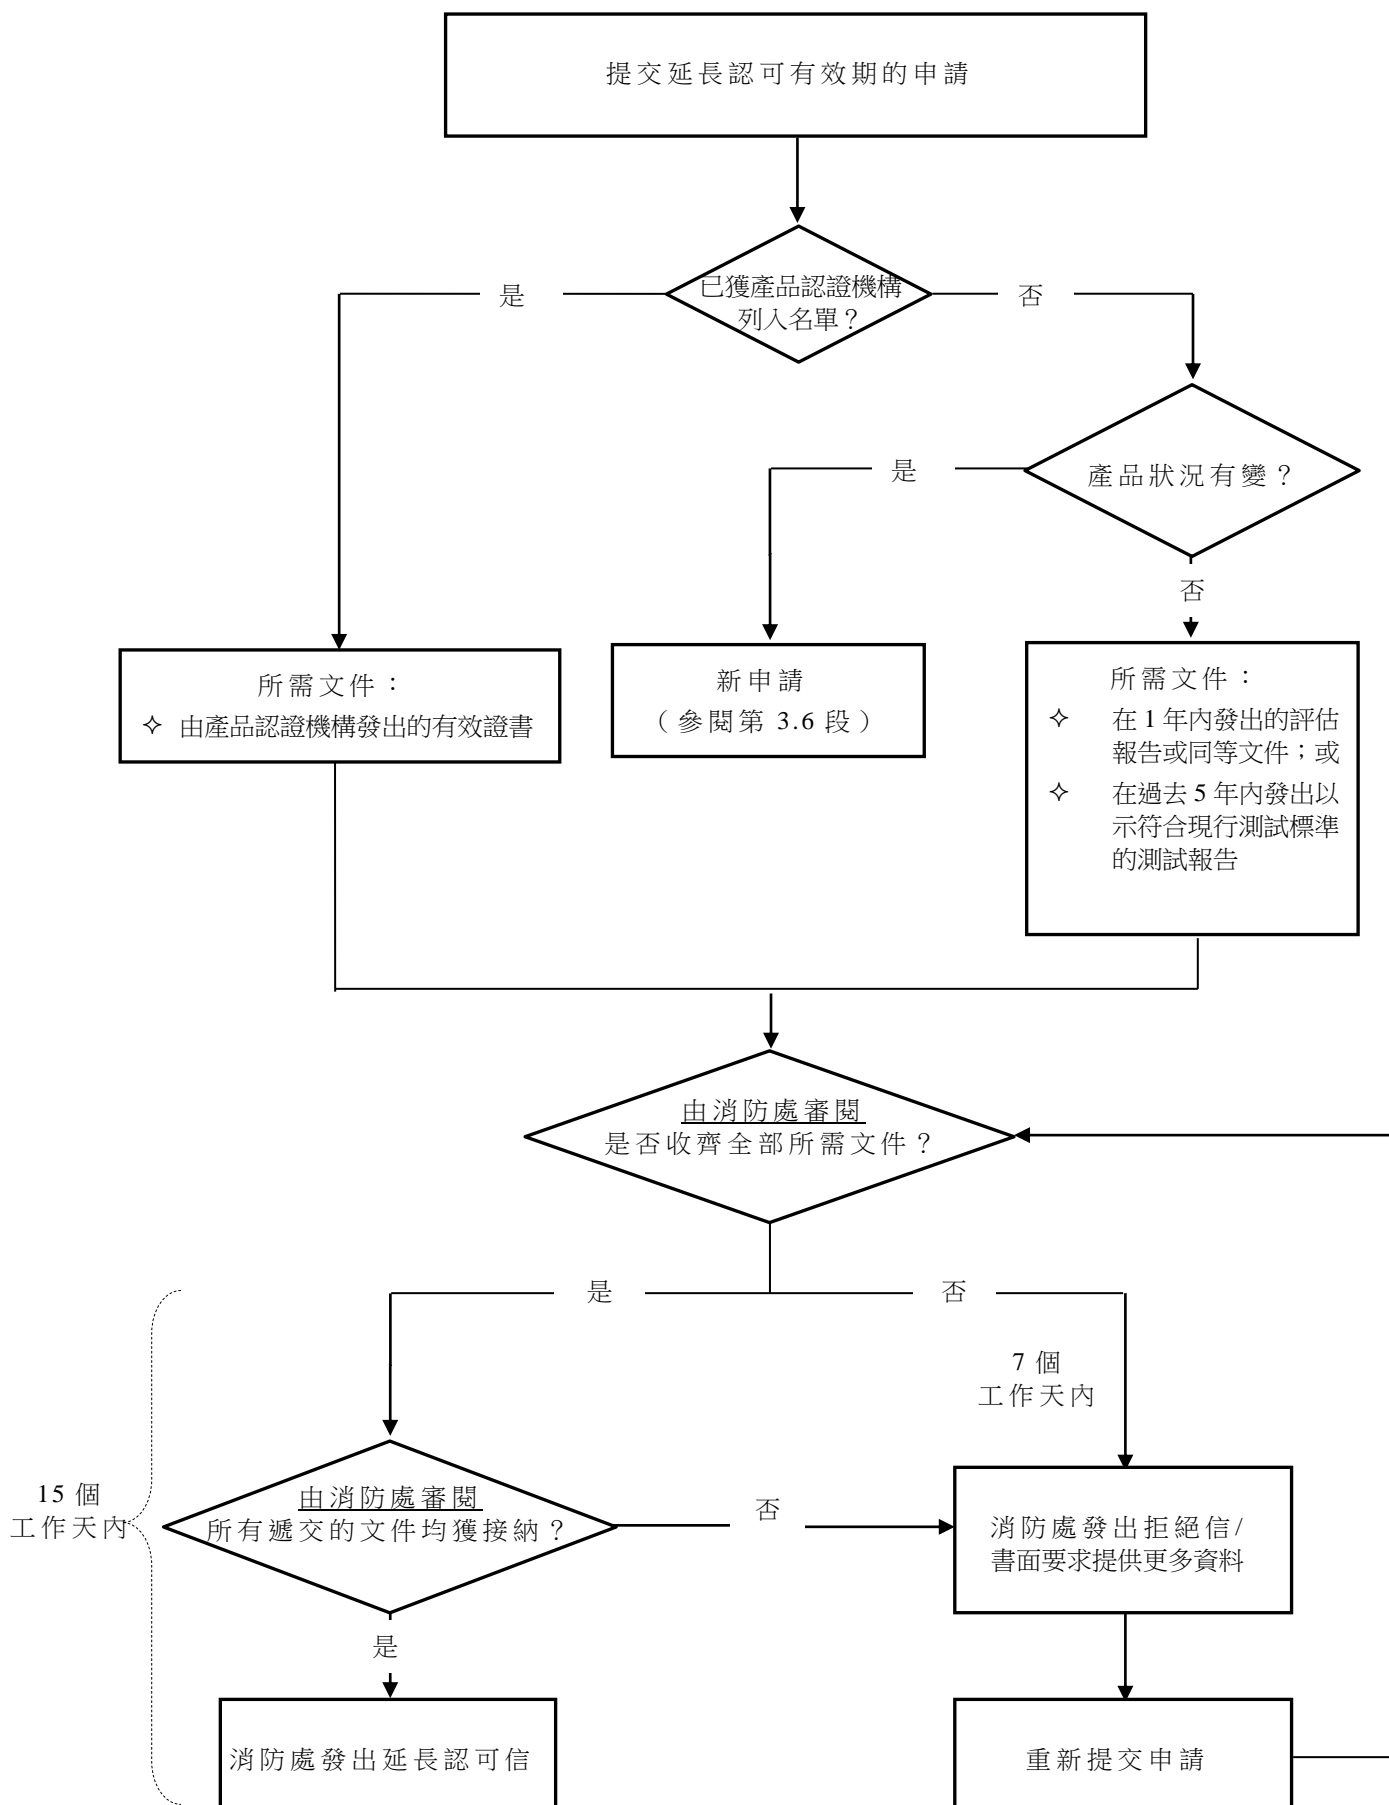 提交延長認可有效期的申請
已獲產品認證機構
列入名單？
是
否
產品狀況有變？
是
否
所需文件：
✧ 由產品認證機構發出的有效證書
新申請
（參閱第 3.6 段）
所需文件：
✧ 在 1 年內發出的評估
報告或同等文件；或
✧ 在過去 5 年內發出以
示符合現行測試標準
的測試報告
由消防處審閱
是否收齊全部所需文件？
是
否
7 個
工作天內
15 個
工作天內
由消防處審閱
所有遞交的文件均獲接納？
否
消防處發出拒絕信/
書面要求提供更多資料
是
消防處發出延長認可信
重新提交申請